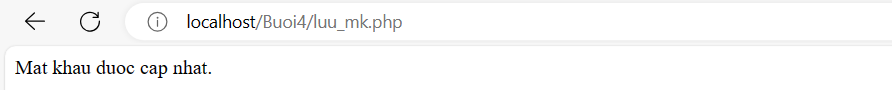 localhost/Buoi4/luu_mk.php
Mat khau duoc cap nhat.